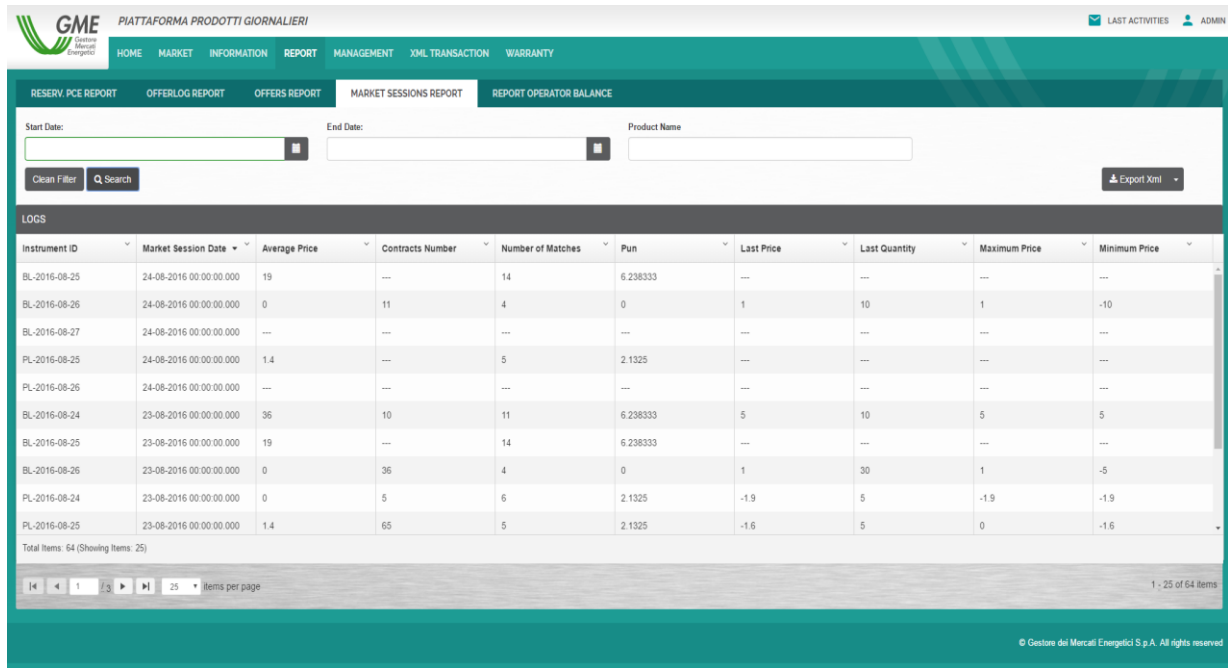 GME
Gestore
Mercati
Energetici
PIATTAFORMA PRODOTTI GIORNALIERI
LAST ACTIVITIES ADMIN
HOME MARKET INFORMATION REPORT MANAGEMENT XML TRANSACTION WARRANTY
RESERV. PCE REPORT OFFERLOG REPORT OFFERS REPORT MARKET SESSIONS REPORT REPORT OPERATOR BALANCE
Start Date: End Date: Product Name
Clean Filter Search Export Xml
LOGS
Instrument ID Market Session Date Average Price Contracts Number Number of Matches Pun Last Price Last Quantity Maximum Price Minimum Price
BL-2016-08-25 24-08-2016 00:00:00.000 19 --- 14 6.238333 --- --- --- ---
BL-2016-08-26 24-08-2016 00:00:00.000 0 11 4 0 1 10 1 -10
BL-2016-08-27 24-08-2016 00:00:00.000 --- --- --- --- --- --- --- ---
PL-2016-08-25 24-08-2016 00:00:00.000 1.4 --- 5 2.1325 --- --- --- ---
PL-2016-08-26 24-08-2016 00:00:00.000 --- --- --- --- --- --- --- ---
BL-2016-08-24 23-08-2016 00:00:00.000 36 10 11 6.238333 5 10 5 5
BL-2016-08-25 23-08-2016 00:00:00.000 19 --- 14 6.238333 --- --- --- ---
BL-2016-08-26 23-08-2016 00:00:00.000 0 36 4 0 1 30 1 -5
PL-2016-08-24 23-08-2016 00:00:00.000 0 5 6 2.1325 -1.9 5 -1.9 -1.9
PL-2016-08-25 23-08-2016 00:00:00.000 1.4 65 5 2.1325 -1.6 5 0 -1.6
Total Items: 64 (Showing Items: 25)
1 / 3 25 items per page 1 - 25 of 64 items
© Gestore dei Mercati Energetici S.p.A. All rights reserved